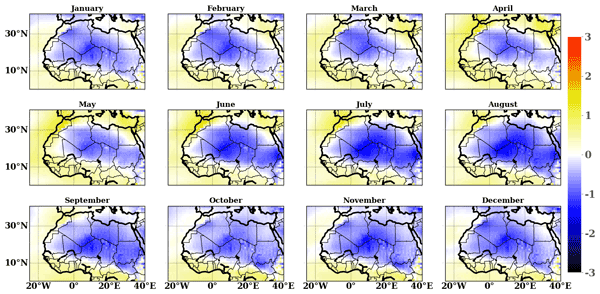 January February March April
30°N
10°N
May June July August
30°N
10°N
September October November December
30°N
10°N
20°W 0° 20°E 40°E 20°W 0° 20°E 40°E 20°W 0° 20°E 40°E 20°W 0° 20°E 40°E
3
2
1
0
-1
-2
-3